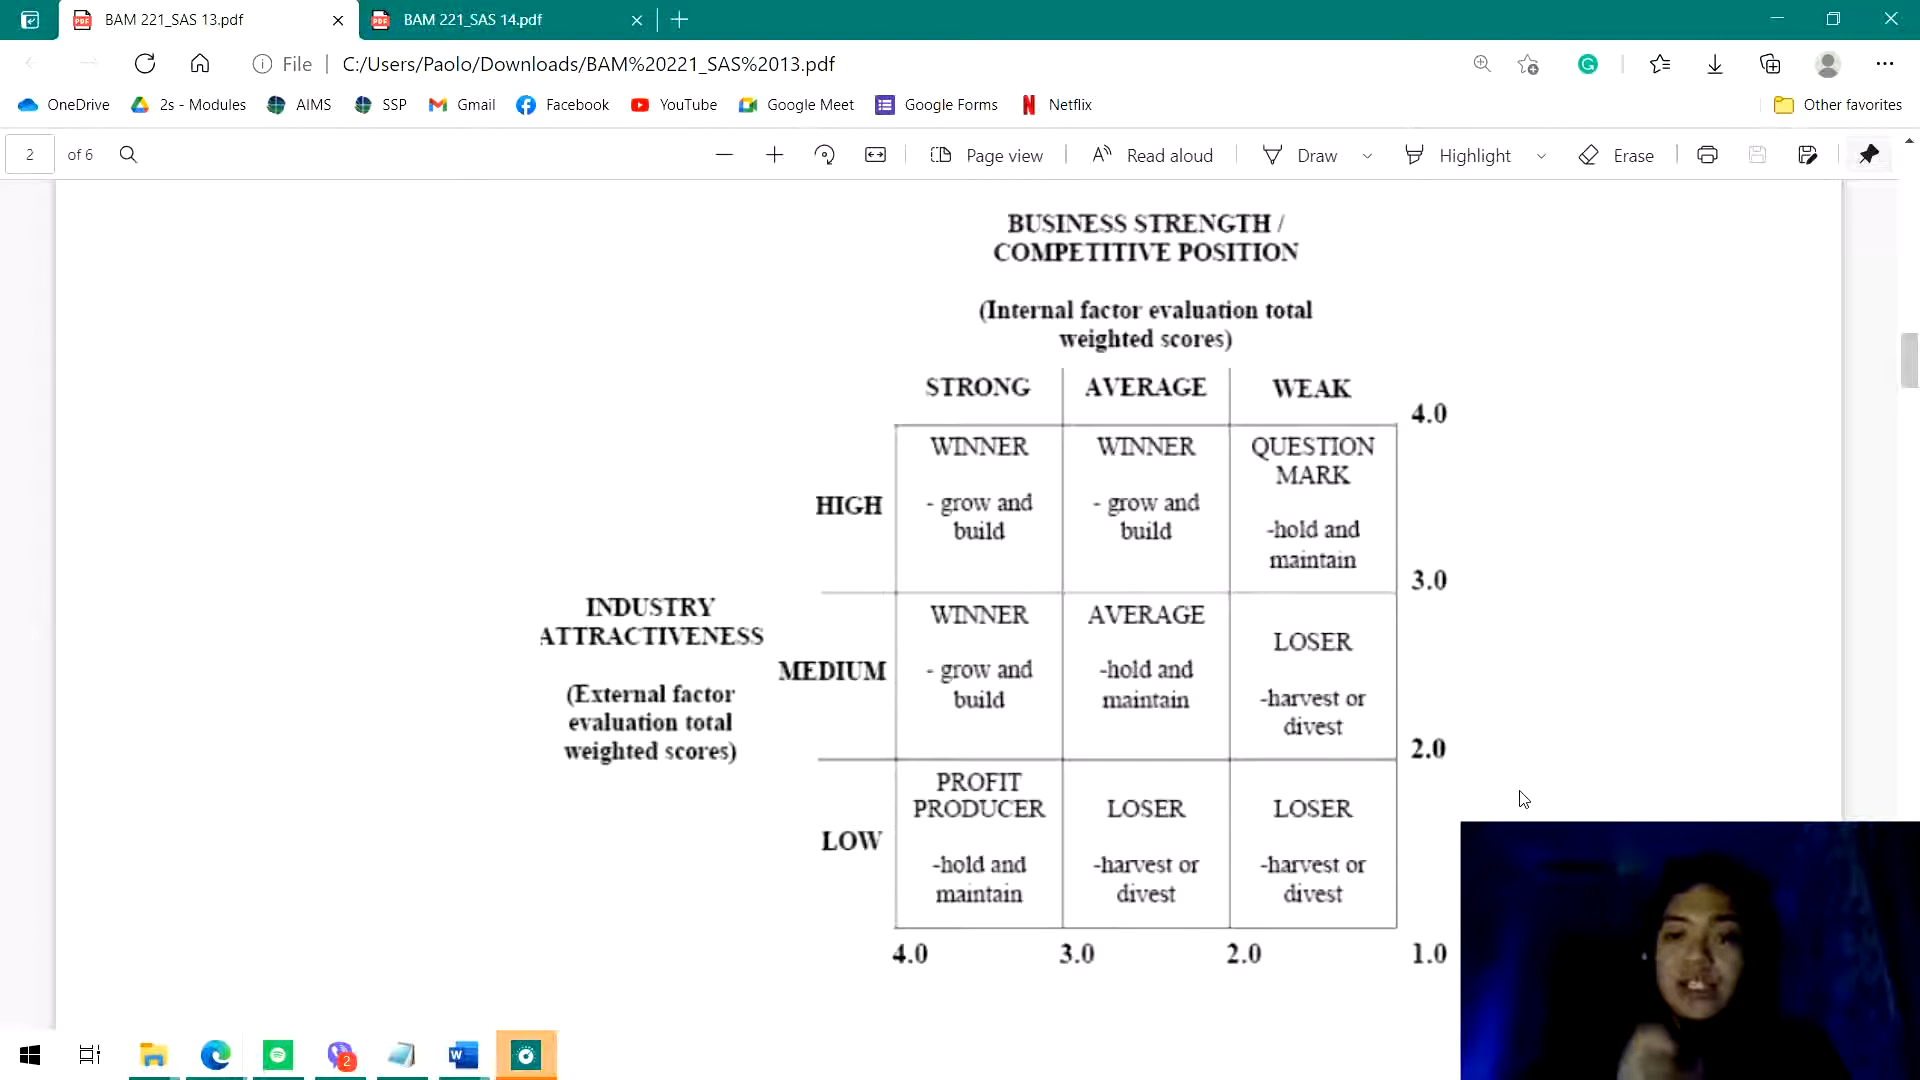 BAM 221_SAS 13.pdf
BAM 221_SAS 14.pdf
File
C:/Users/Paolo/Downloads/BAM%20221_SAS%2013.pdf
OneDrive
2s - Modules
AIMS
SSP
Gmail
Facebook
YouTube
Google Meet
Google Forms
Netflix
Other favorites
2 of 6
Page view
Read aloud
Draw
Highlight
Erase
BUSINESS STRENGTH /
COMPETITIVE POSITION
(Internal factor evaluation total
weighted scores)
STRONG AVERAGE WEAK
4.0
HIGH
WINNER
- grow and
build
WINNER
- grow and
build
QUESTION
MARK
-hold and
maintain
3.0
INDUSTRY
ATTRACTIVENESS
(External factor
evaluation total
weighted scores)
MEDIUM
WINNER
- grow and
build
AVERAGE
-hold and
maintain
LOSER
-harvest or
divest
2.0
LOW
PROFIT
PRODUCER
-hold and
maintain
LOSER
-harvest or
divest
LOSER
-harvest or
divest
4.0 3.0 2.0 1.0
2